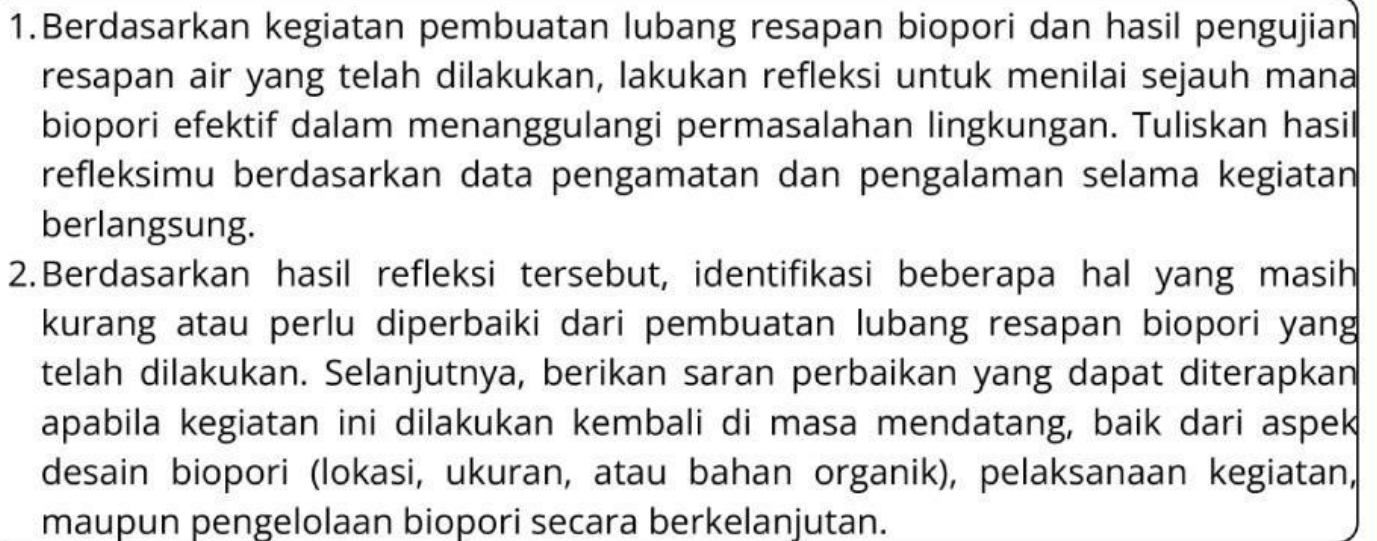 1.Berdasarkan kegiatan pembuatan lubang resapan biopori dan hasil pengujian
resapan air yang telah dilakukan, lakukan refleksi untuk menilai sejauh mana
biopori efektif dalam menanggulangi permasalahan lingkungan. Tuliskan hasil
refleksimu berdasarkan data pengamatan dan pengalaman selama kegiatan
berlangsung.
2.Berdasarkan hasil refleksi tersebut, identifikasi beberapa hal yang masih
kurang atau perlu diperbaiki dari pembuatan lubang resapan biopori yang
telah dilakukan. Selanjutnya, berikan saran perbaikan yang dapat diterapkan
apabila kegiatan ini dilakukan kembali di masa mendatang, baik dari aspek
desain biopori (lokasi, ukuran, atau bahan organik), pelaksanaan kegiatan,
maupun pengelolaan biopori secara berkelanjutan.